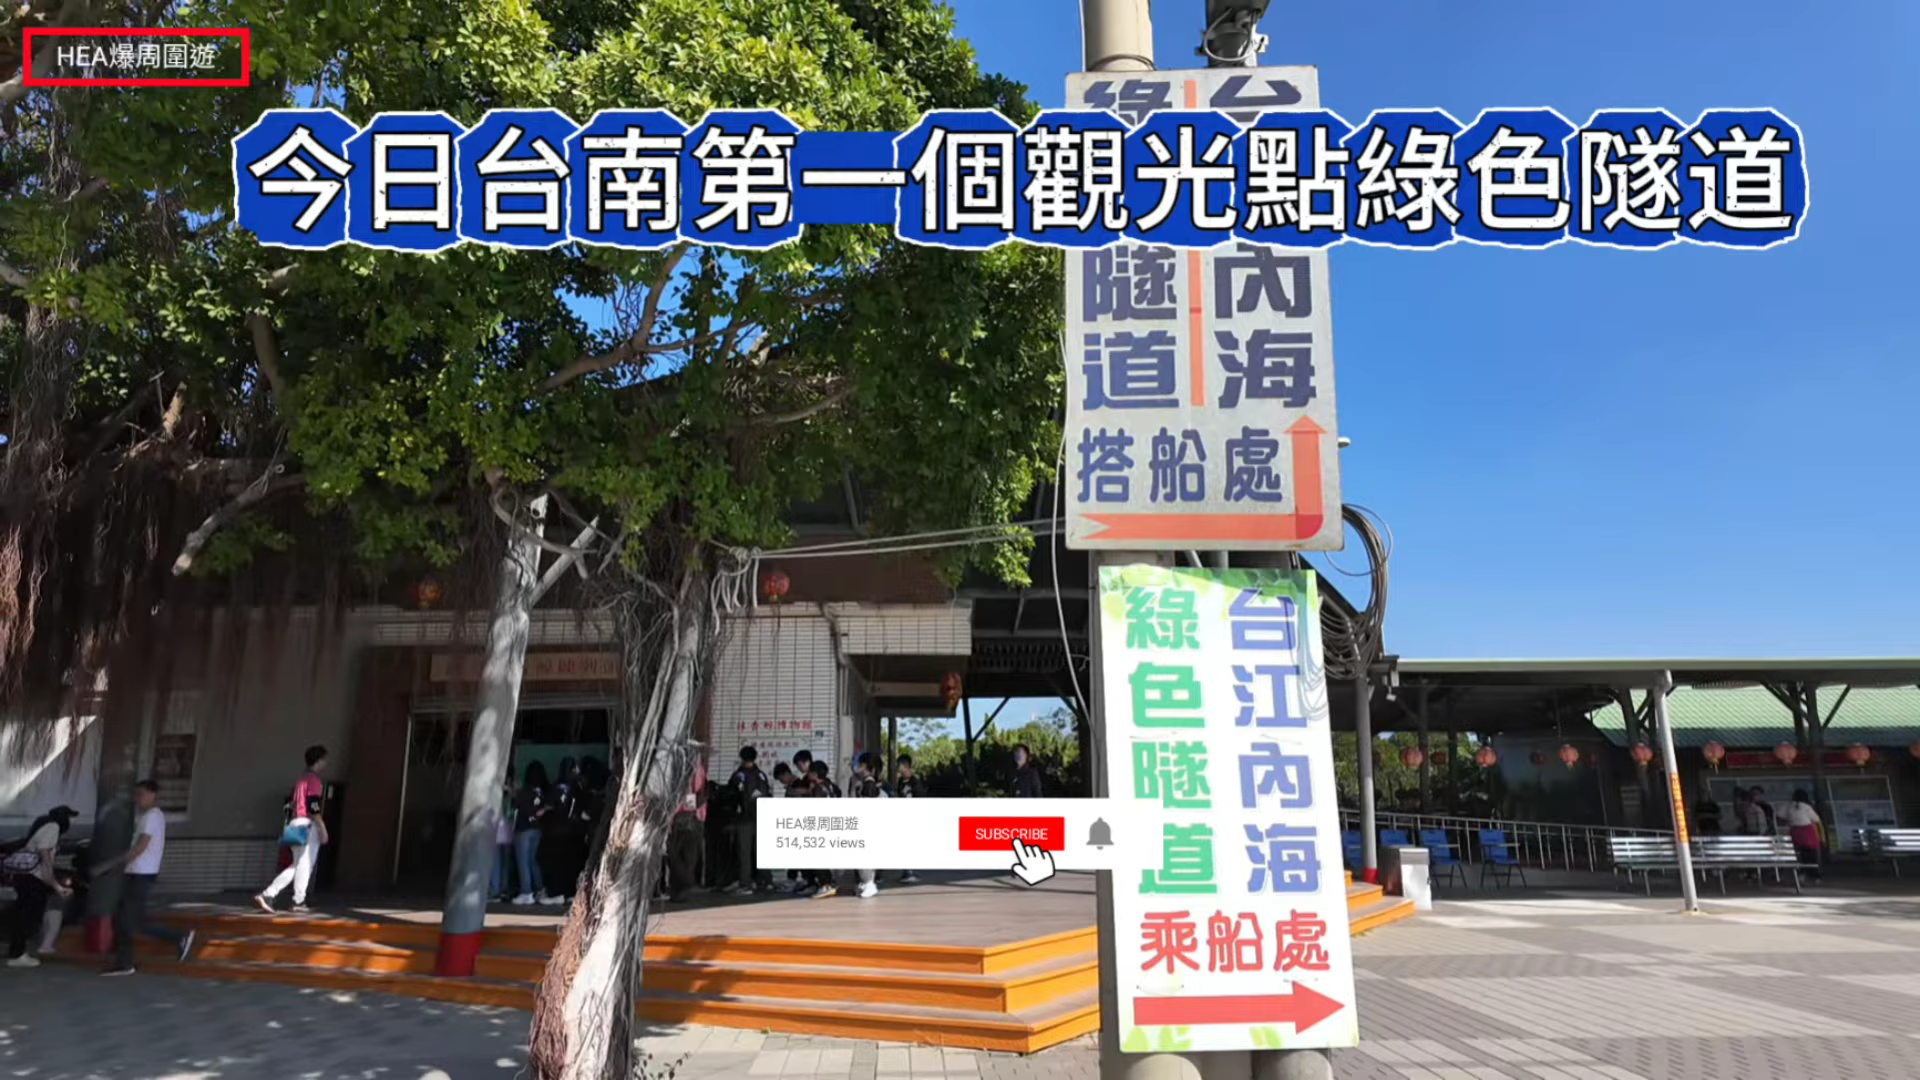 HEA爆周圍遊
今日台南第一個觀光點綠色隧道
綠 隧道
台 內海
搭船處
綠色隧道
台江內海
乘船處
HEA爆周圍遊
514,532 views
SUBSCRIBE